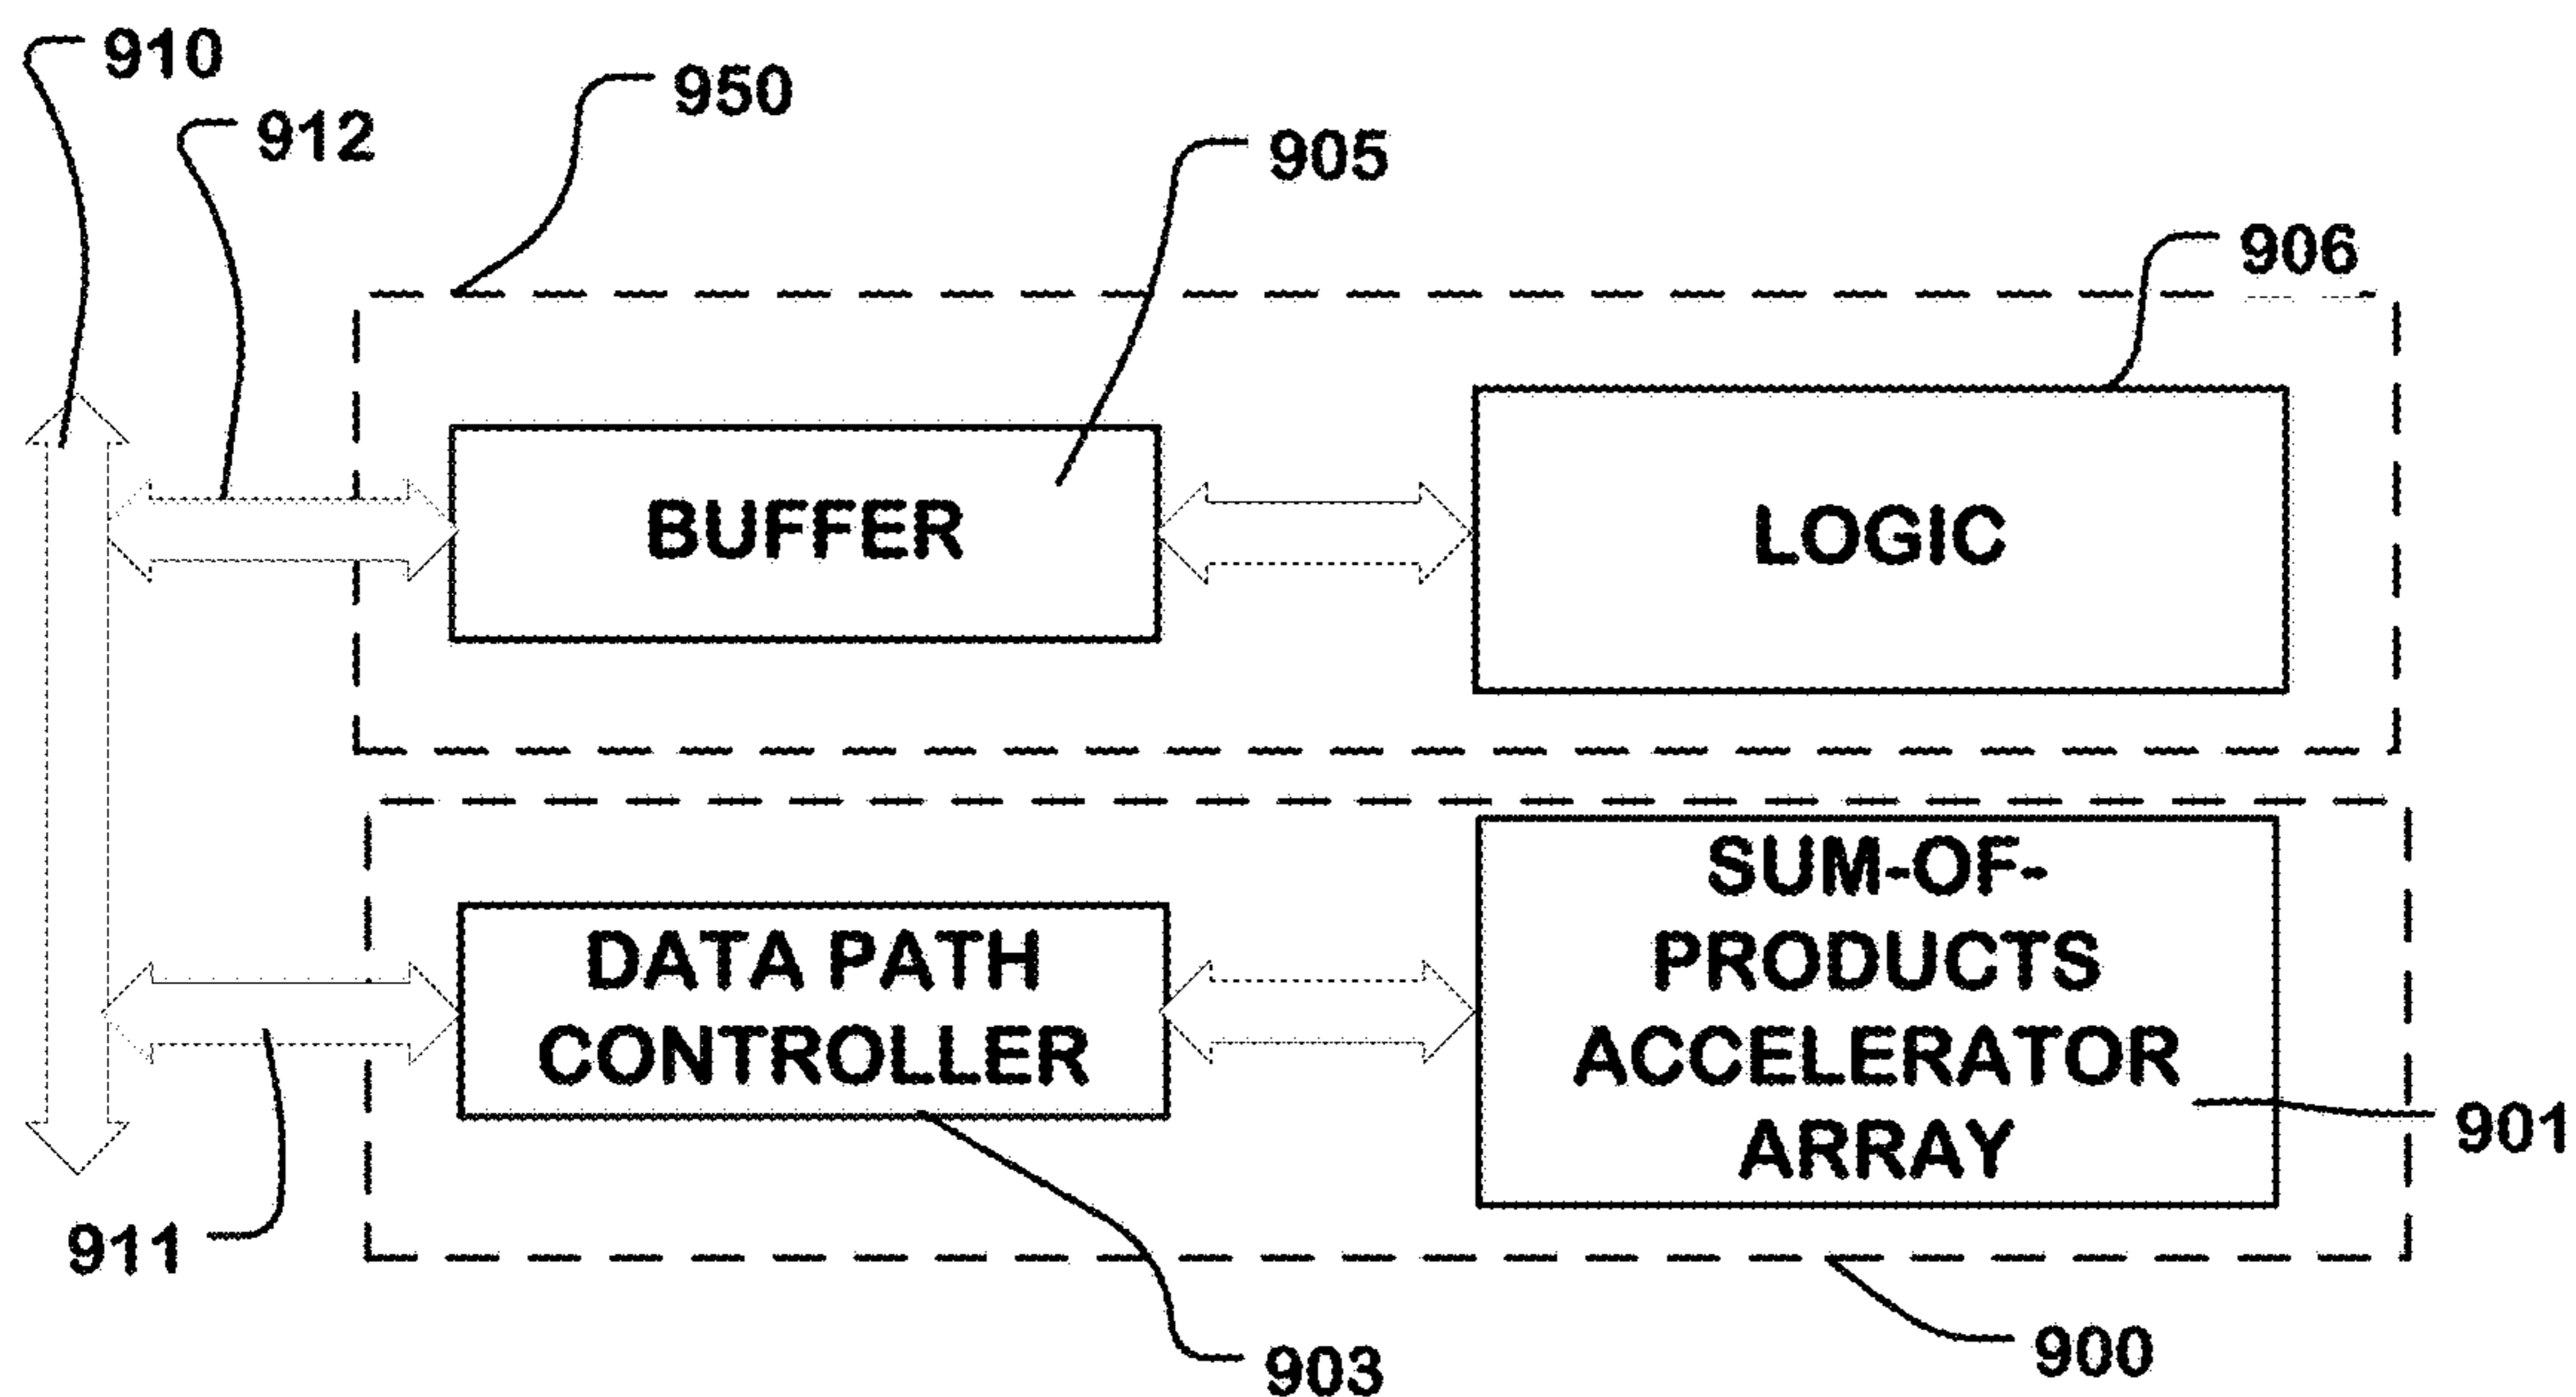 910
950
912
905
906
BUFFER
LOGIC
SUM-OF-
PRODUCTS
ACCELERATOR
ARRAY
DATA PATH
CONTROLLER
901
911
903
900